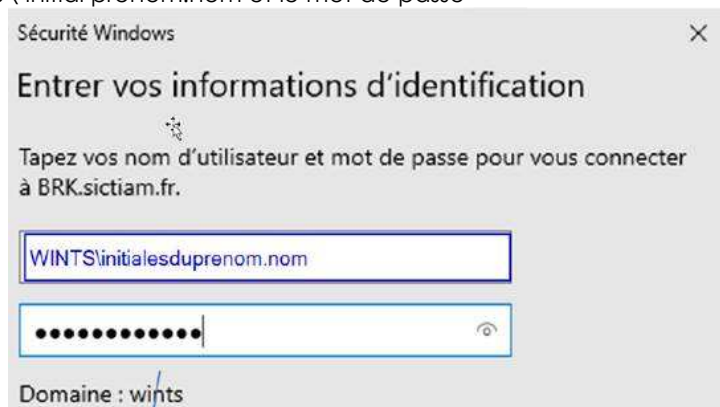 Sécurité Windows
Entrer vos informations d'identification
Tapez vos nom d'utilisateur et mot de passe pour vous connecter
à BRK.sictiam.fr.
WINTS\initialesduprenom.nom
●●●●●●●●●●●●
Domaine : wints